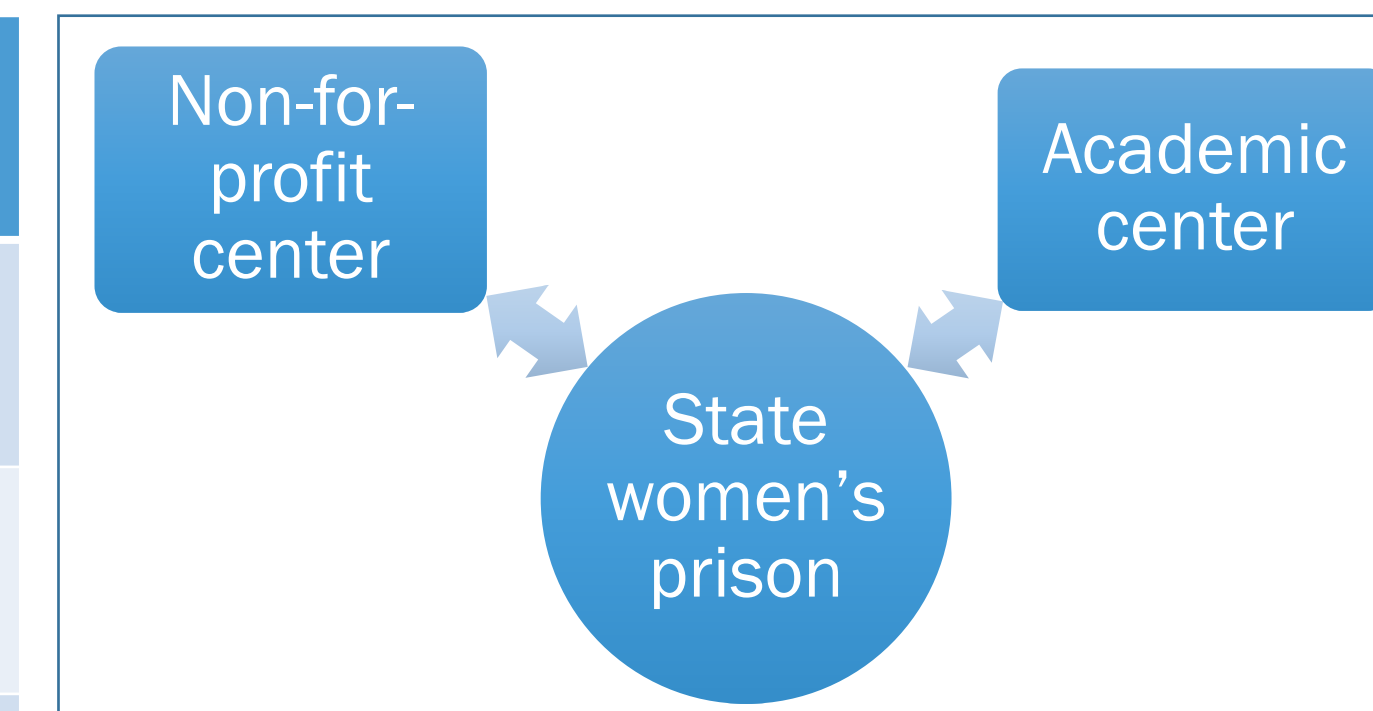 Non-for-
profit
center
Academic
center
State
women’s
prison